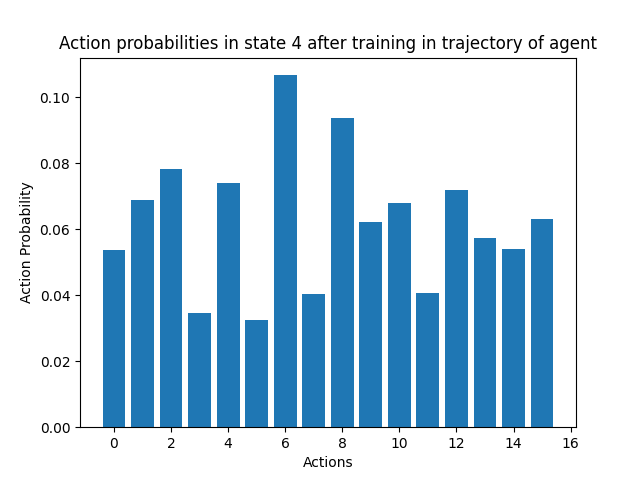 Action probabilities in state 4 after training in trajectory of agent
0.10
0.08
0.06
0.04
0.02
0.00
Action Probability
0 2 4 6 8 10 12 14 16
Actions